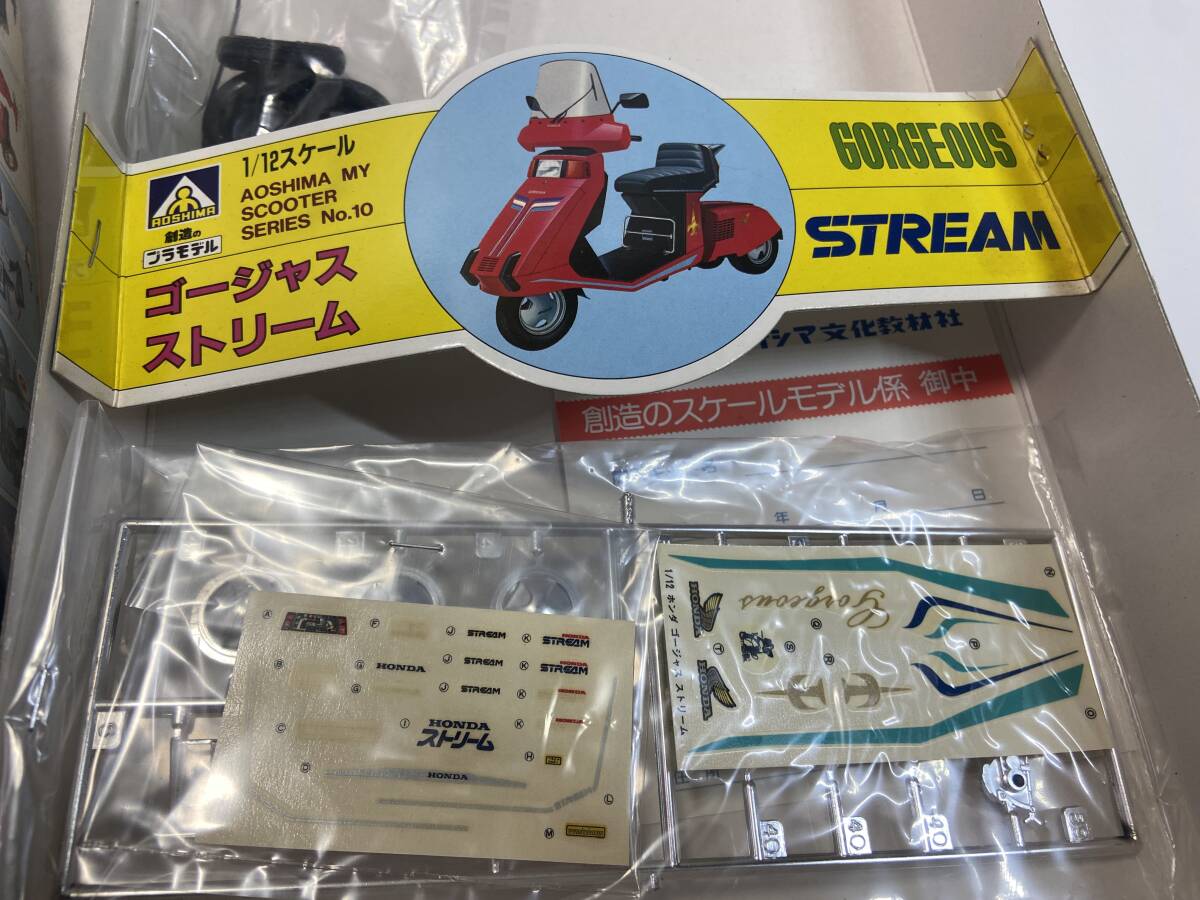 AOSHIMA
創造の
プラモデル
1/12スケール
AOSHIMA MY
SCOOTER
SERIES No.10
ゴージャス
ストリーム
GORGEOUS
STREAM
シマ文化教材社
創造のスケールモデル係 御中
年 月 日
A
F
J
STREAM
K
HONDA
STREAM
B
G
HONDA
J
STREAM
K
HONDA
STREAM
G
J
STREAM
K
HONDA
C
I
HONDA
ストリーム
K
HONDA
H
D
HONDA
L
M
N
1/12 ホンダ ゴージャス ストリーム
HONDA
HONDA
Gorgeous
Q
S
R
T
P
O
40
40
40